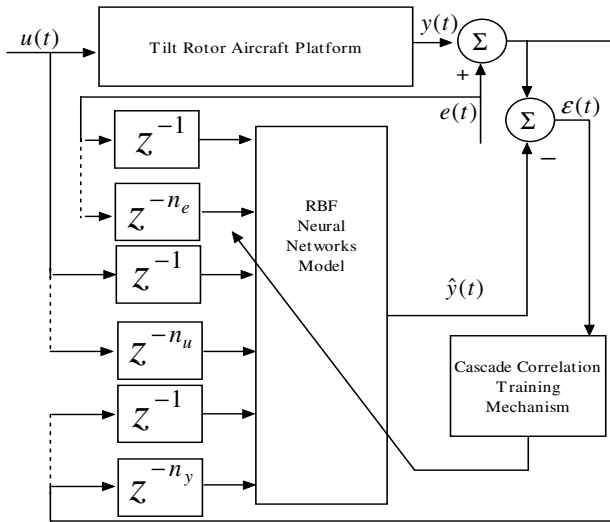 u(t)
Tilt Rotor Aircraft Platform
y(t)
Σ
+
e(t)
Σ
ε(t)
−
z⁻¹
z^{-n_e}
z⁻¹
z^{-n_u}
z⁻¹
z^{-n_y}
RBF
Neural
Networks
Model
ŷ(t)
Cascade Correlation
Training
Mechanism